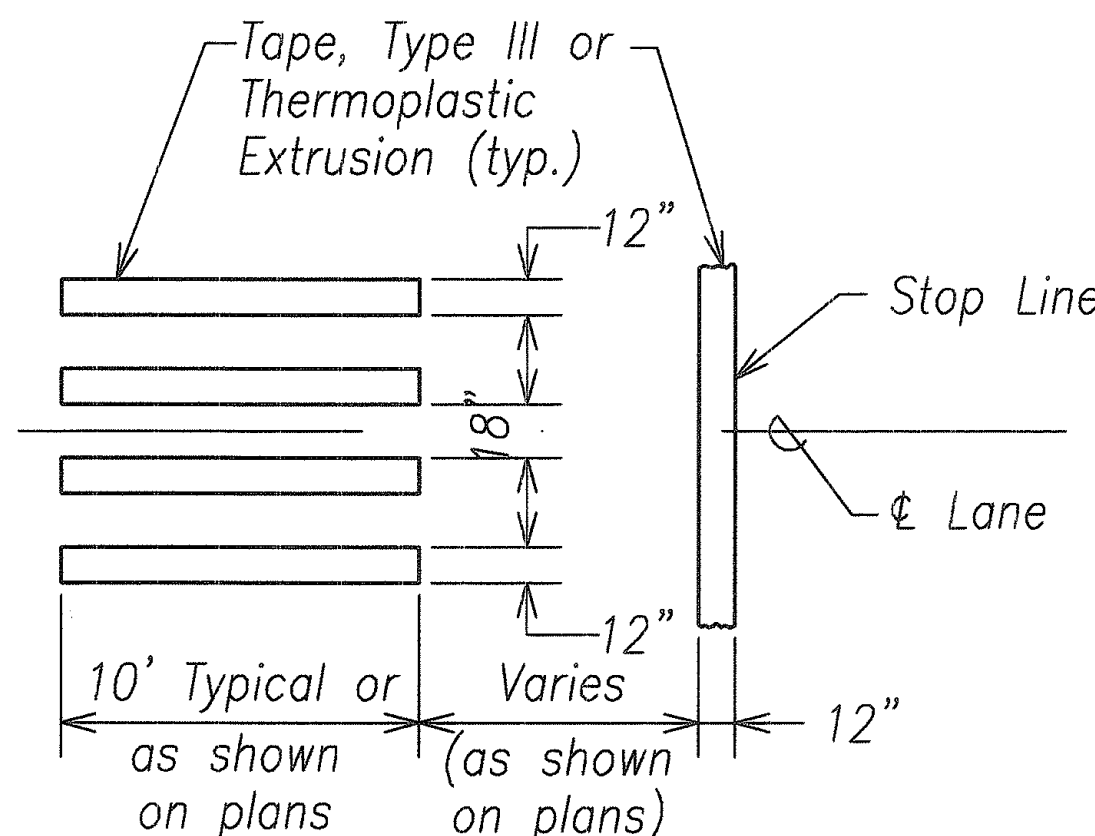 Tape, Type III or
Thermoplastic
Extrusion (typ.)
12"
Stop Line
18"
℄ Lane
12"
10' Typical or
as shown
on plans
Varies
(as shown
on plans)
12"